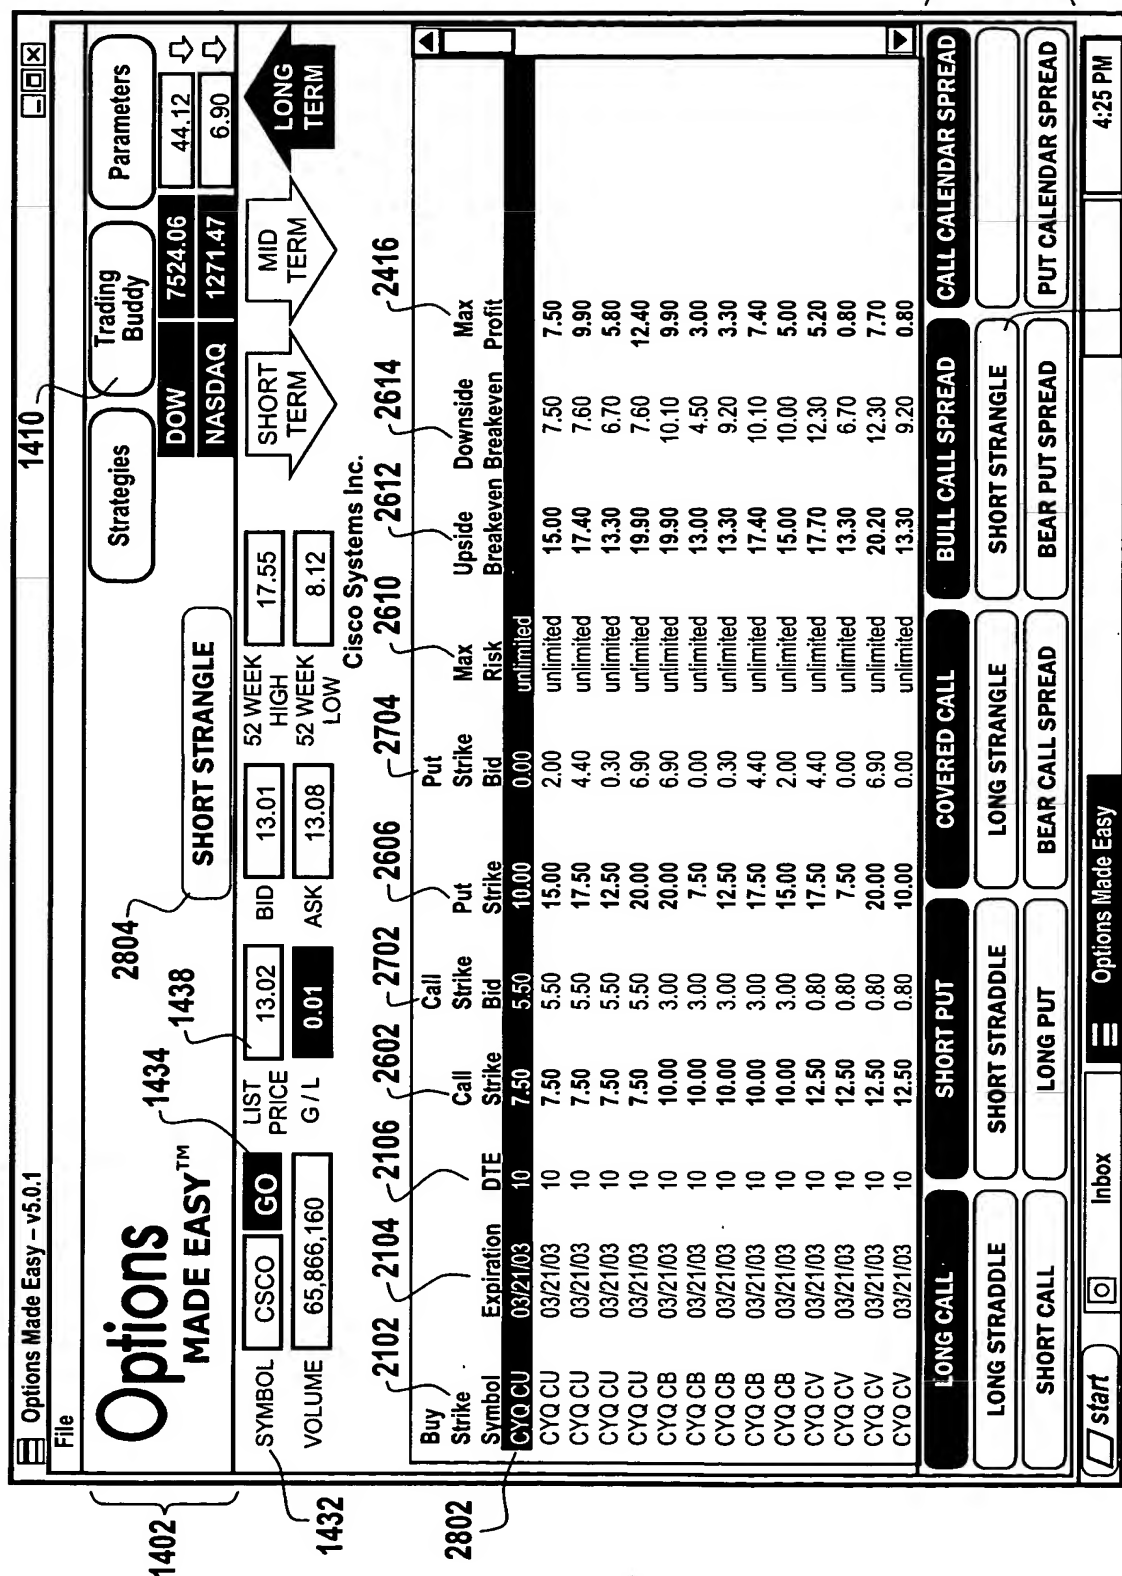 1410
Options Made Easy – v5.0.1
File
Options
MADE EASY™
Strategies
Trading Buddy
Parameters
2804
SHORT STRANGLE
DOW 7524.06 44.12
NASDAQ 1271.47 6.90
1402
1438
1434
1432
SYMBOL CSCO GO LIST PRICE 13.02 BID 13.01 52 WEEK HIGH 17.55
VOLUME 65,866,160 G / L 0.01 ASK 13.08 52 WEEK LOW 8.12
SHORT TERM
MID TERM
LONG TERM
Cisco Systems Inc.
2102 2104 2106 2602 2702 2606 2704 2610 2612 2614 2416
Buy Strike Symbol Expiration DTE Call Strike Call Strike Bid Put Strike Put Strike Bid Max Risk Upside Breakeven Downside Breakeven Max Profit
2802
CYQ CU 03/21/03 10 7.50 5.50 10.00 0.00 unlimited
CYQ CU 03/21/03 10 7.50 5.50 15.00 2.00 unlimited 15.00 7.50 7.50
CYQ CU 03/21/03 10 7.50 5.50 17.50 4.40 unlimited 17.40 7.60 9.90
CYQ CU 03/21/03 10 7.50 5.50 12.50 0.30 unlimited 13.30 6.70 5.80
CYQ CU 03/21/03 10 7.50 5.50 20.00 6.90 unlimited 19.90 7.60 12.40
CYQ CB 03/21/03 10 10.00 3.00 20.00 6.90 unlimited 19.90 10.10 9.90
CYQ CB 03/21/03 10 10.00 3.00 7.50 0.00 unlimited 13.00 4.50 3.00
CYQ CB 03/21/03 10 10.00 3.00 12.50 0.30 unlimited 13.30 9.20 3.30
CYQ CB 03/21/03 10 10.00 3.00 17.50 4.40 unlimited 17.40 10.10 7.40
CYQ CB 03/21/03 10 10.00 3.00 15.00 2.00 unlimited 15.00 10.00 5.00
CYQ CV 03/21/03 10 12.50 0.80 17.50 4.40 unlimited 17.70 12.30 5.20
CYQ CV 03/21/03 10 12.50 0.80 7.50 0.00 unlimited 13.30 6.70 0.80
CYQ CV 03/21/03 10 12.50 0.80 20.00 6.90 unlimited 20.20 12.30 7.70
CYQ CV 03/21/03 10 12.50 0.80 10.00 0.00 unlimited 13.30 9.20 0.80
LONG CALL SHORT PUT COVERED CALL BULL CALL SPREAD CALL CALENDAR SPREAD
LONG STRADDLE SHORT STRADDLE LONG STRANGLE SHORT STRANGLE
SHORT CALL LONG PUT BEAR CALL SPREAD BEAR PUT SPREAD PUT CALENDAR SPREAD
start Inbox Options Made Easy 4:25 PM